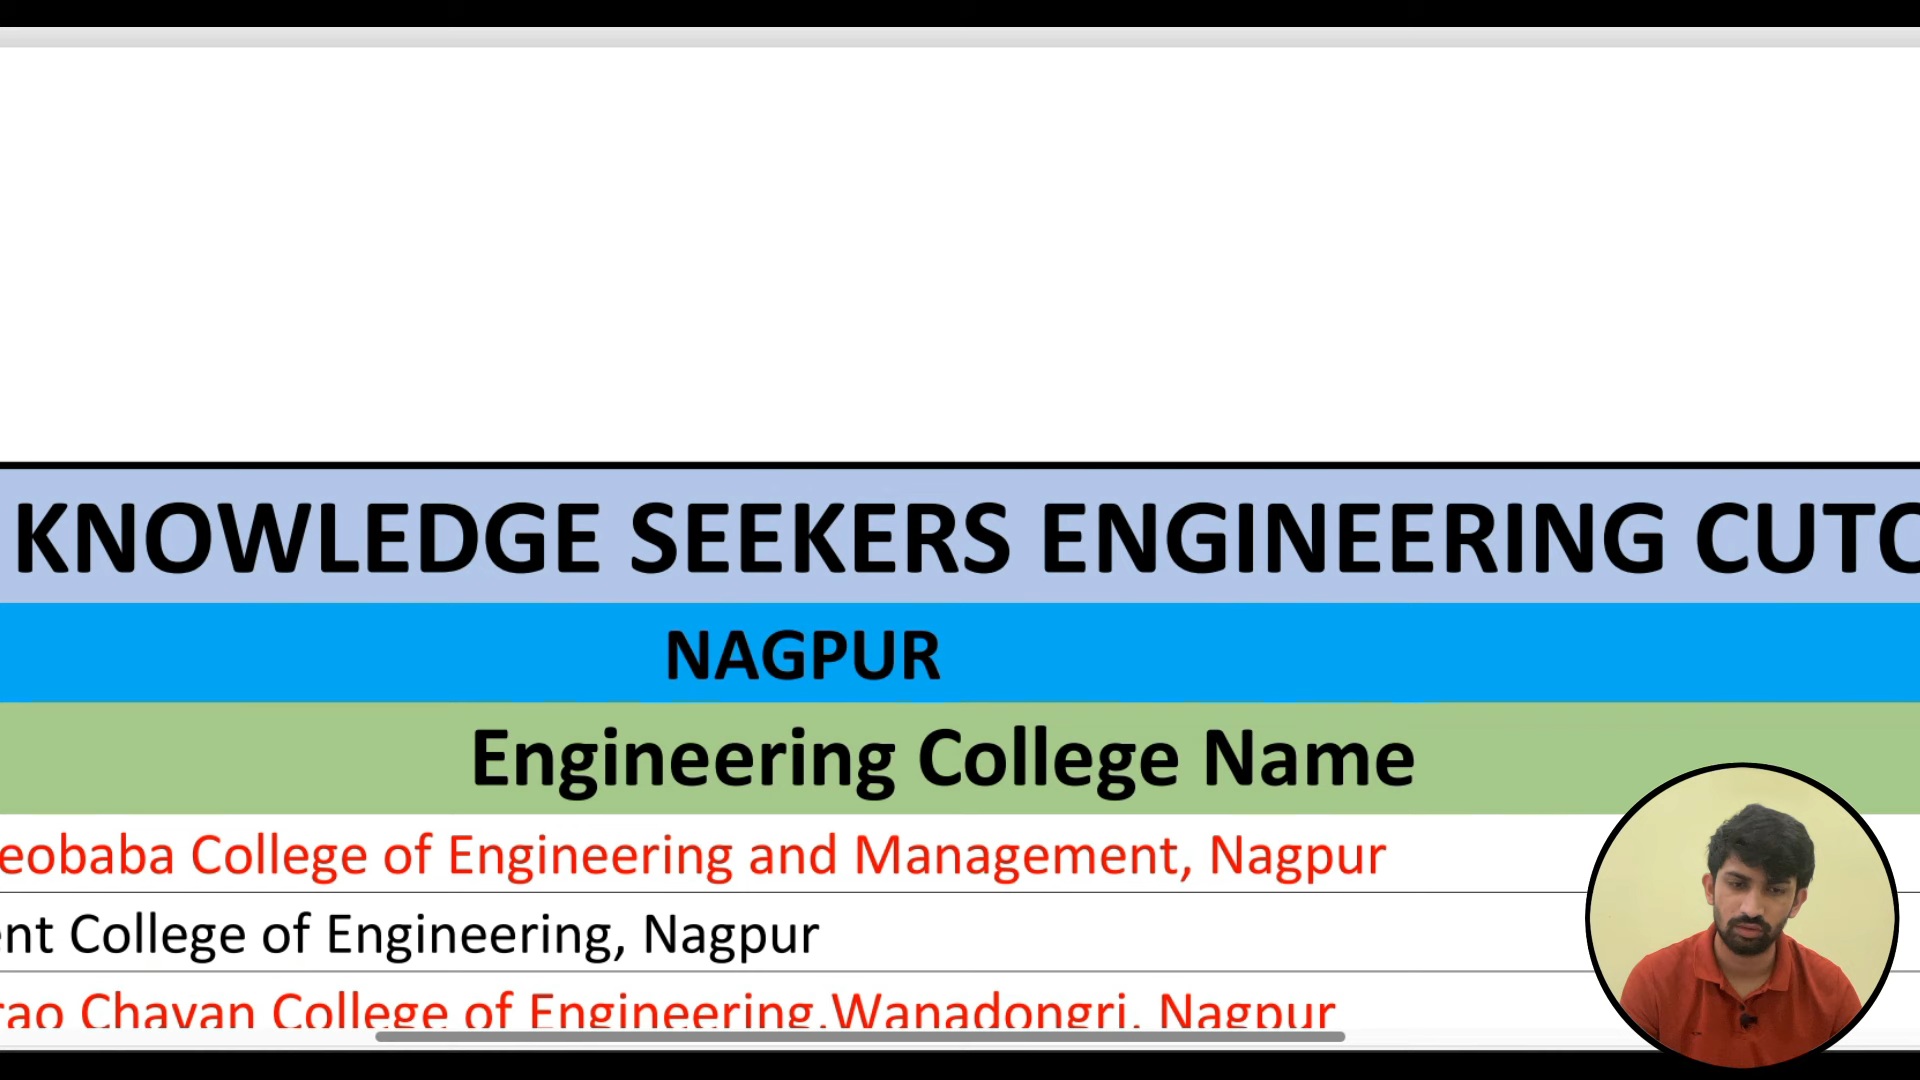 KNOWLEDGE SEEKERS ENGINEERING CUTO
NAGPUR
Engineering College Name
eobaba College of Engineering and Management, Nagpur
ent College of Engineering, Nagpur
rao Chavan College of Engineering,Wanadongri, Nagpur